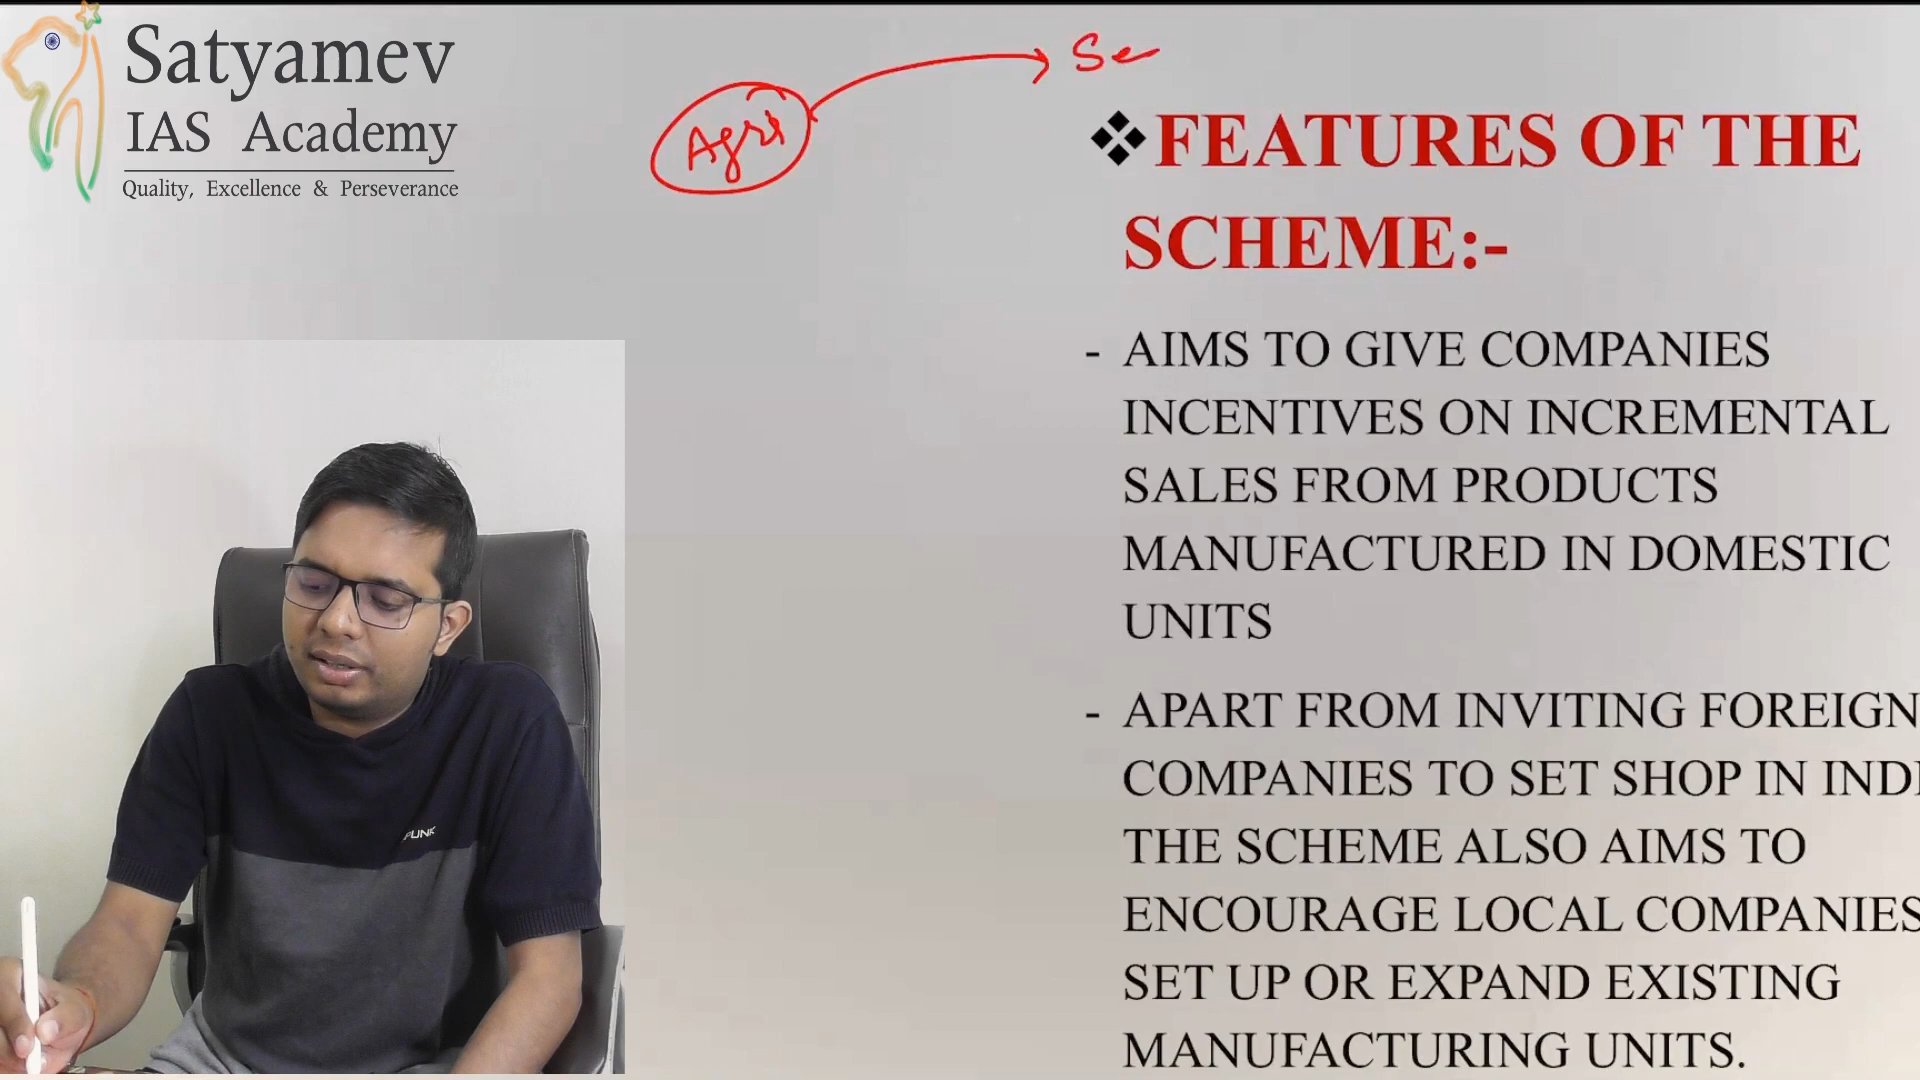 Satyamev
IAS Academy
Quality, Excellence & Perseverance
Agri
Se
FEATURES OF THE
SCHEME:-
- AIMS TO GIVE COMPANIES
INCENTIVES ON INCREMENTAL
SALES FROM PRODUCTS
MANUFACTURED IN DOMESTIC
UNITS
- APART FROM INVITING FOREIGN
COMPANIES TO SET SHOP IN INDI
THE SCHEME ALSO AIMS TO
ENCOURAGE LOCAL COMPANIES
SET UP OR EXPAND EXISTING
MANUFACTURING UNITS.